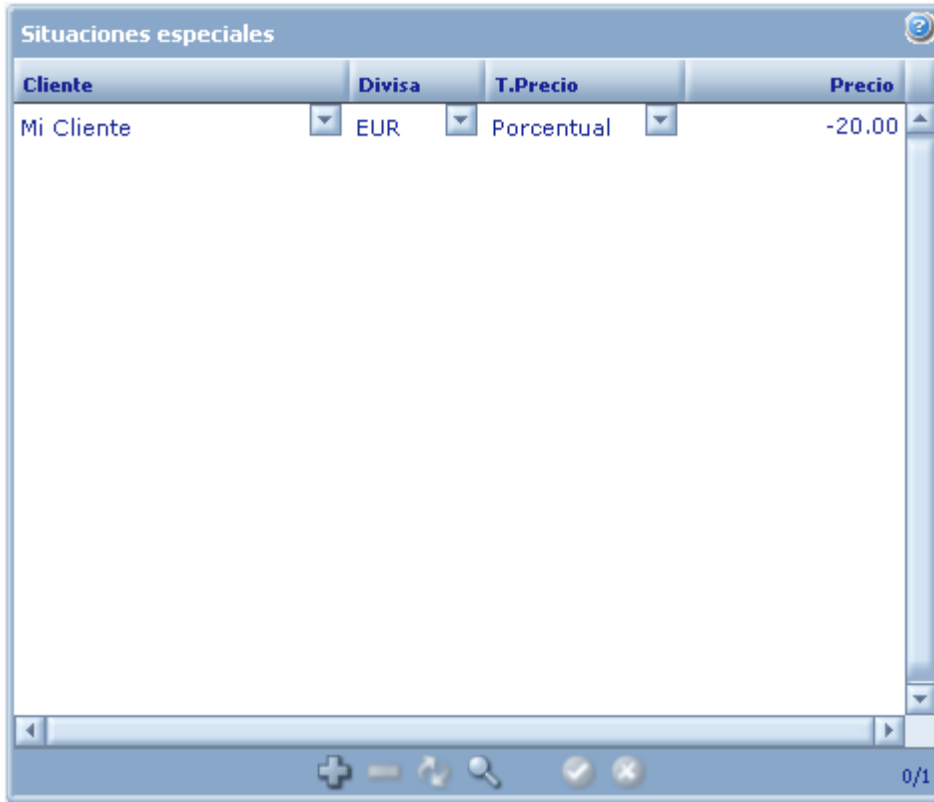 Situaciones especiales
Cliente Divisa T.Precio Precio
Mi Cliente EUR Porcentual -20.00
0/1